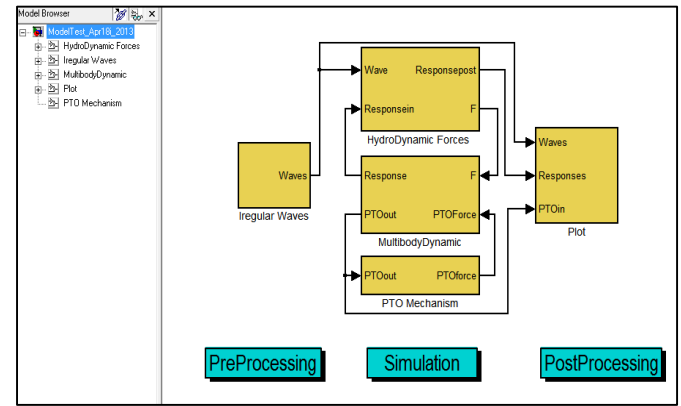 Model Browser
ModelTest_Apr18i_2013
HydroDynamic Forces
Iregular Waves
MultibodyDynamic
Plot
PTO Mechanism
Wave Responsepost
Responsein F
HydroDynamic Forces
Waves
Iregular Waves
Response F
PTOout PTOForce
MultibodyDynamic
PTOout PTOforce
PTO Mechanism
Waves
Responses
PTOin
Plot
PreProcessing
Simulation
PostProcessing